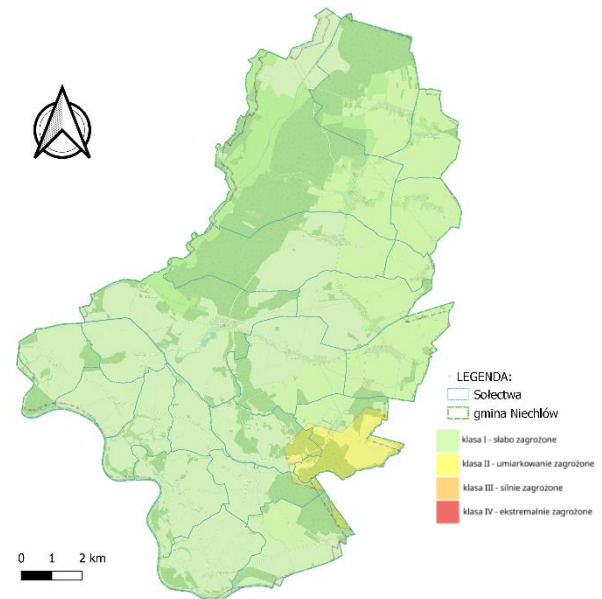 LEGENDA:
Sołectwa
gmina Niechlów
klasa I - słabo zagrożone
klasa II - umiarkowanie zagrożone
klasa III - silnie zagrożone
klasa IV - ekstremalnie zagrożone
0 1 2 km